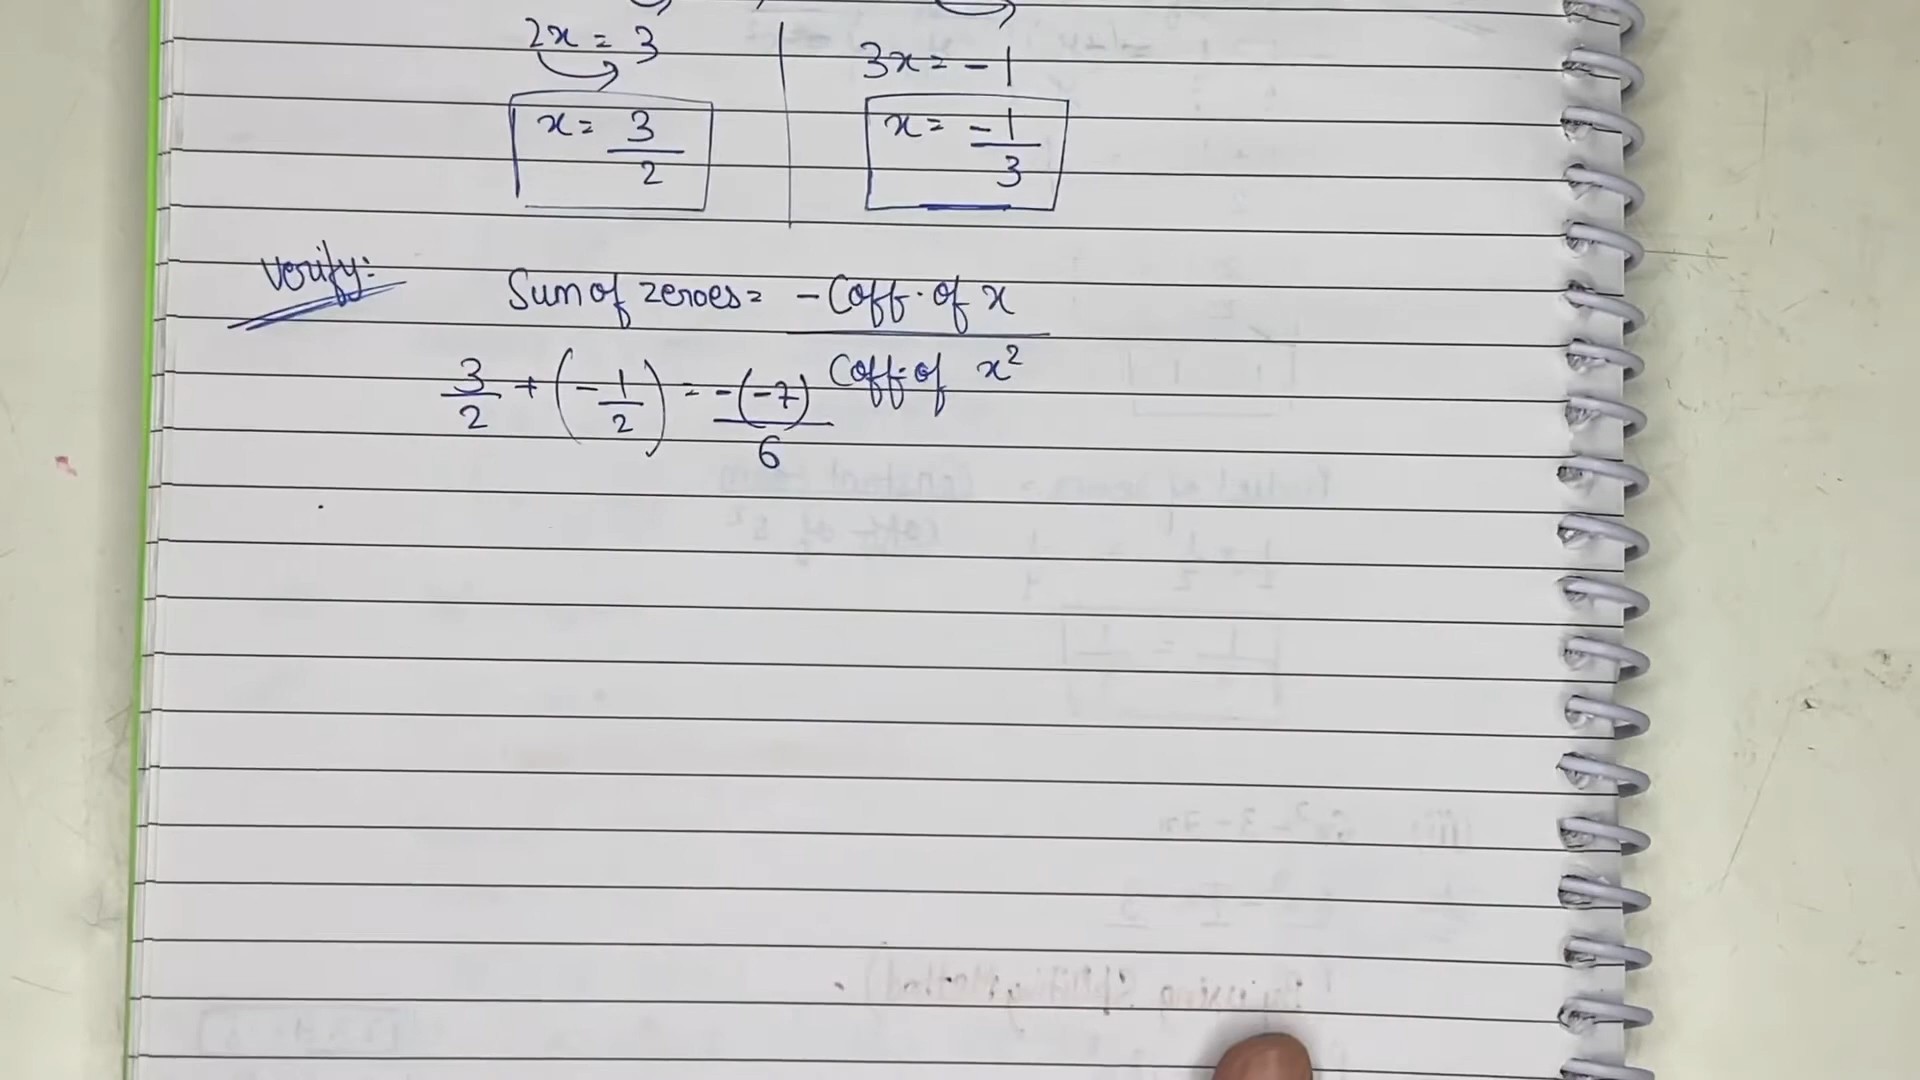 2x = 3
3x = - 1
x = 3/2
x = -1/3
Verify:
Sum of zeroes = - Coff. of x / Coff. of x²
3/2 + (-1/2) = -(-7)/6